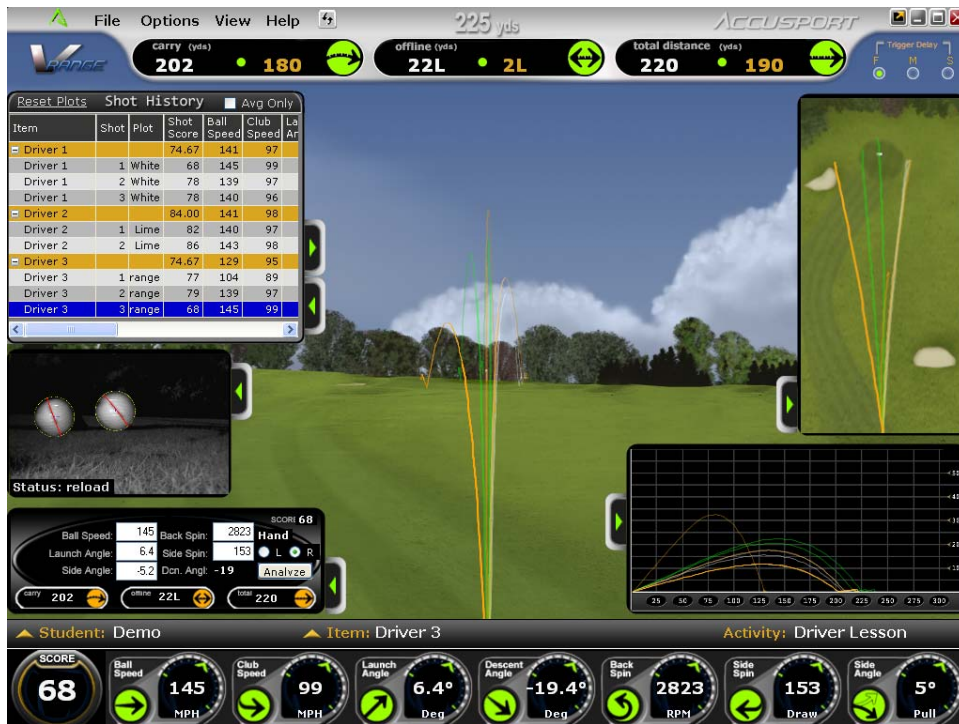 File Options View Help
225 yds
ACCUSPORT
V RANGE
carry (yds)
202 • 180
offline (yds)
22L • 2L
total distance (yds)
220 • 190
Trigger Delay
F M S
Reset Plots Shot History Avg Only
Item Shot Plot Shot Score Ball Speed Club Speed La Ar
Driver 1 74.67 141 97
Driver 1 1 White 68 145 99
Driver 1 2 White 78 139 97
Driver 1 3 White 78 140 96
Driver 2 84.00 141 98
Driver 2 1 Lime 82 140 97
Driver 2 2 Lime 86 143 98
Driver 3 74.67 129 95
Driver 3 1 range 77 104 89
Driver 3 2 range 79 139 97
Driver 3 3 range 68 145 99
Status: reload
SCORE 68
Ball Speed: 145 Back Spin: 2823 Hand
Launch Angle: 6.4 Side Spin: 153 L R
Side Angle: -5.2 Dcn. Angl: -19 Analyze
carry 202 offline 22L total 220
25 50 75 100 125 150 175 200 225 250 275 300
Student: Demo Item: Driver 3 Activity: Driver Lesson
SCORE 68
Ball Speed 145 MPH
Club Speed 99 MPH
Launch Angle 6.4° Deg
Descent Angle -19.4° Deg
Back Spin 2823 RPM
Side Spin 153 Draw
Side Angle 5° Pull